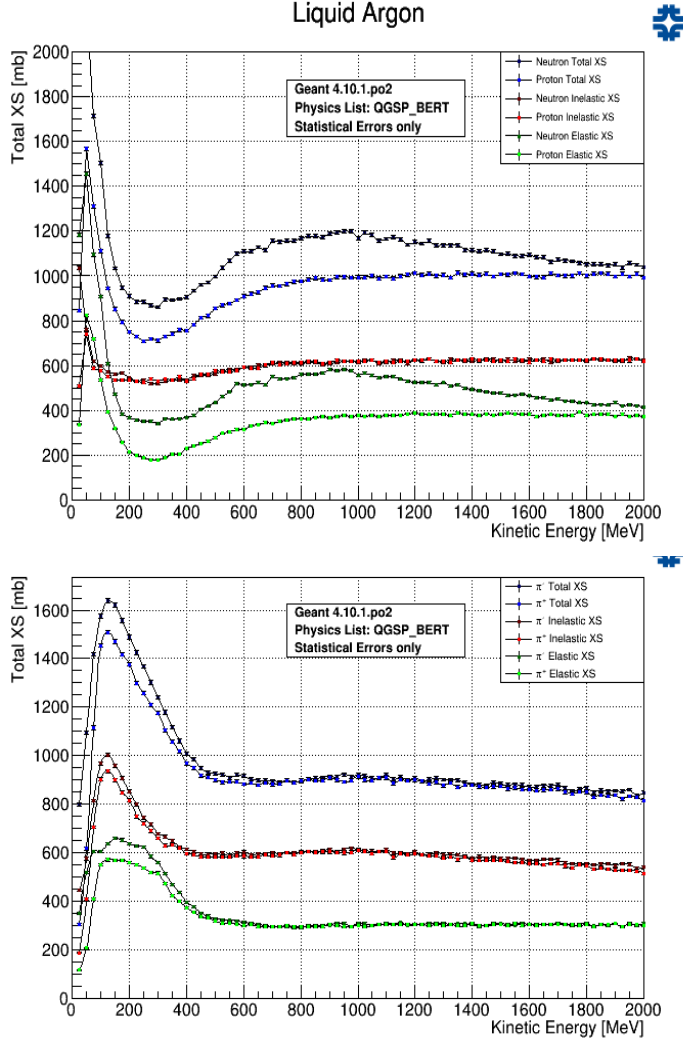 Liquid Argon
Total XS [mb]
2000
1800
1600
1400
1200
1000
800
600
400
200
0
Geant 4.10.1.po2
Physics List: QGSP_BERT
Statistical Errors only
Neutron Total XS
Proton Total XS
Neutron Inelastic XS
Proton Inelastic XS
Neutron Elastic XS
Proton Elastic XS
0 200 400 600 800 1000 1200 1400 1600 1800 2000
Kinetic Energy [MeV]
Total XS [mb]
1600
1400
1200
1000
800
600
400
200
0
Geant 4.10.1.po2
Physics List: QGSP_BERT
Statistical Errors only
π⁻ Total XS
π⁺ Total XS
π⁻ Inelastic XS
π⁺ Inelastic XS
π⁻ Elastic XS
π⁺ Elastic XS
0 200 400 600 800 1000 1200 1400 1600 1800 2000
Kinetic Energy [MeV]